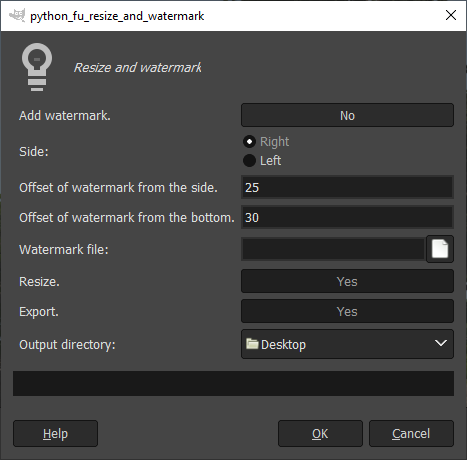 python_fu_resize_and_watermark
Resize and watermark
Add watermark. No
Side: Right
Left
Offset of watermark from the side. 25
Offset of watermark from the bottom. 30
Watermark file:
Resize. Yes
Export. Yes
Output directory: Desktop
Help OK Cancel